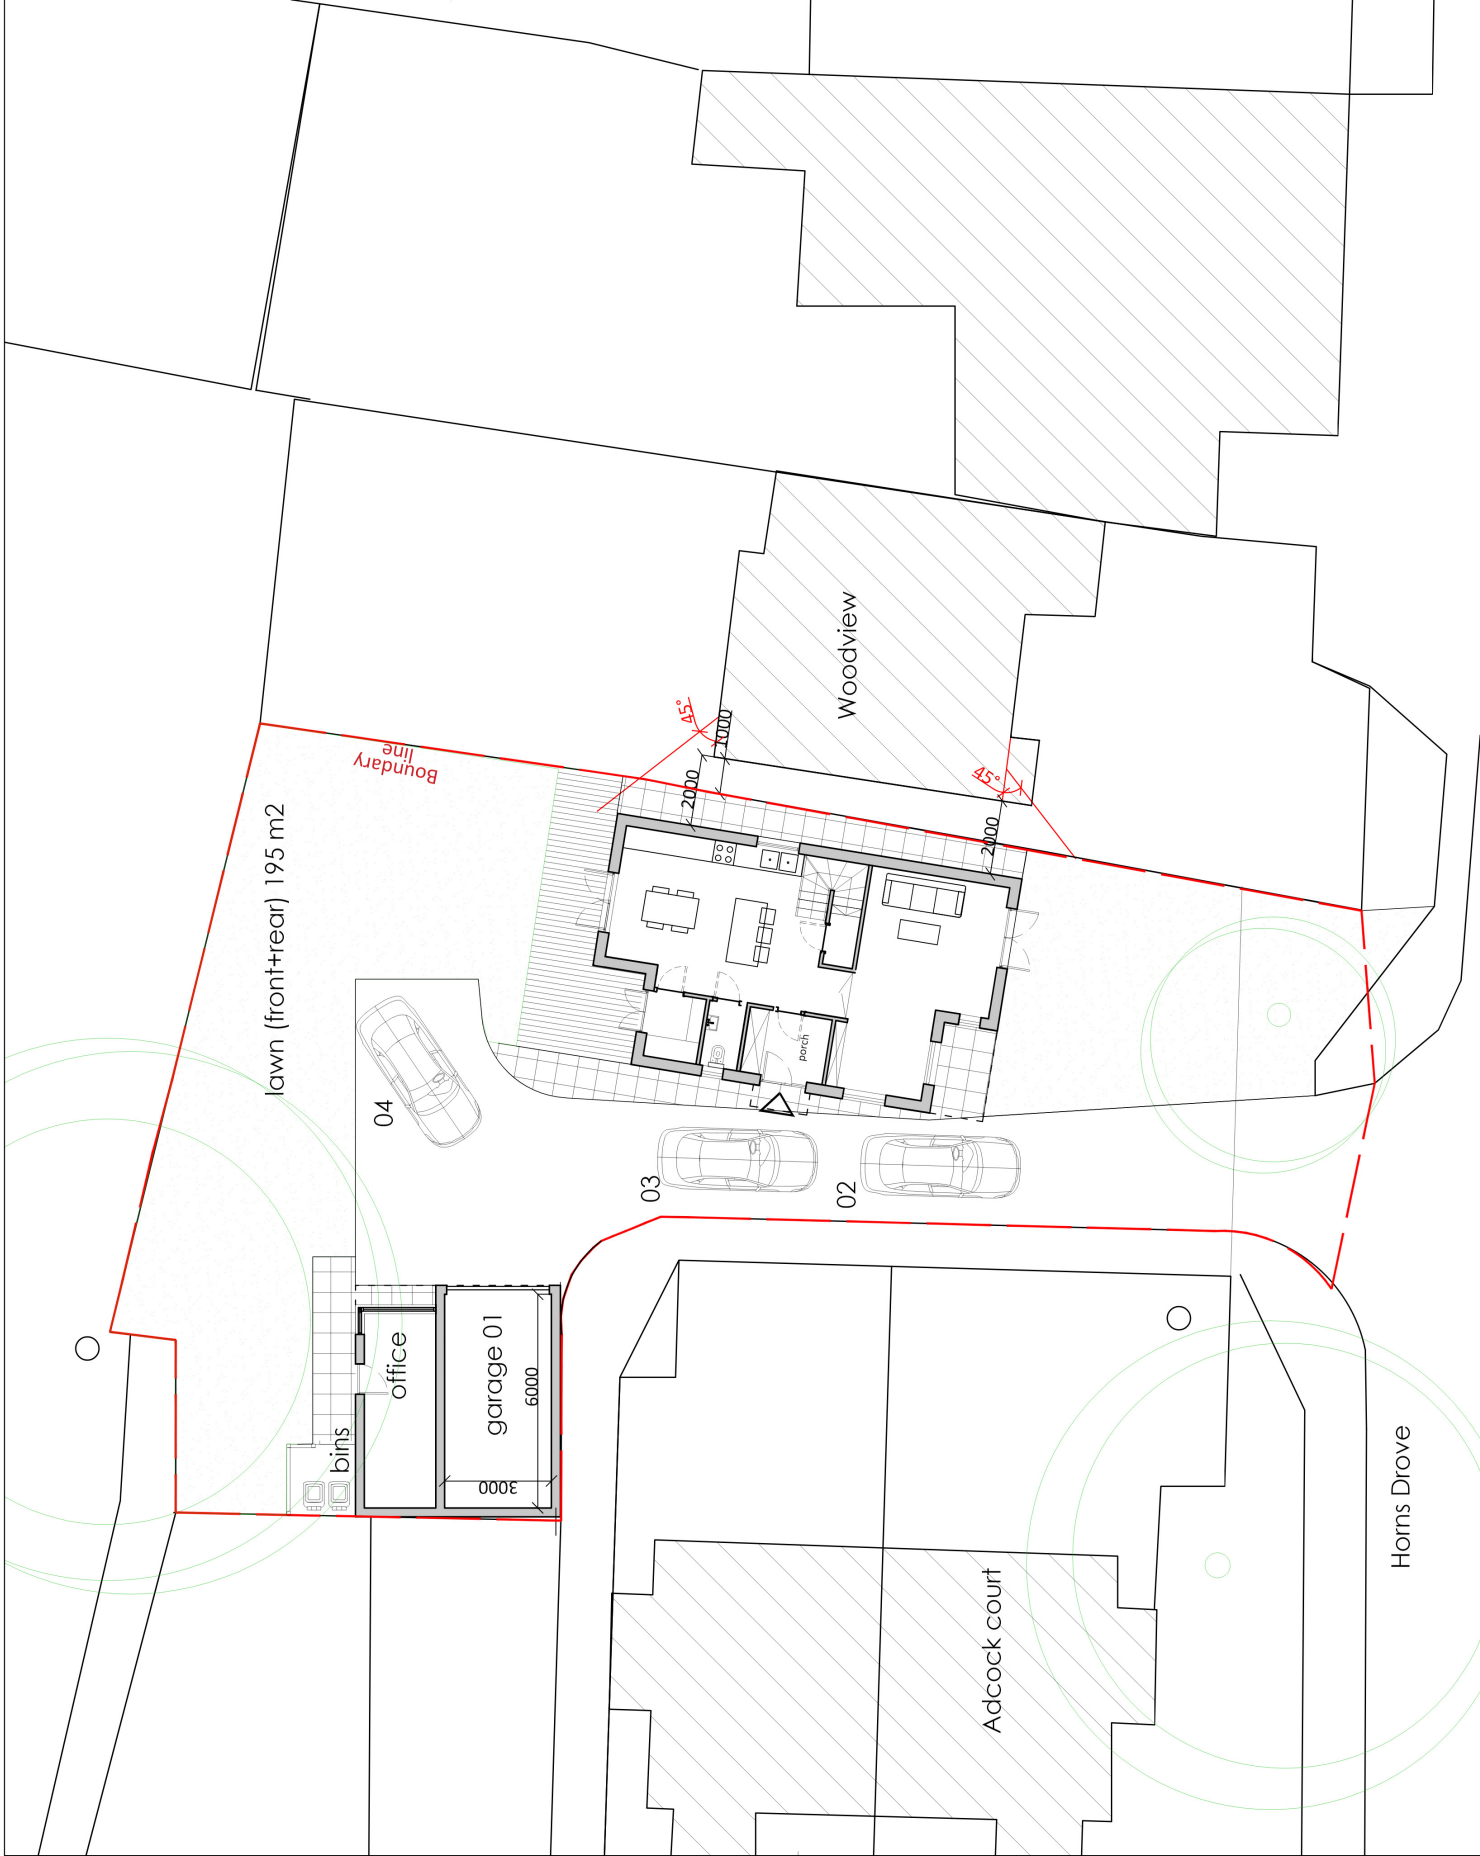 lawn (front+rear) 195 m2
Boundary
line
45°
1000
2000
Woodview
45°
2000
04
03
02
porch
office
bins
garage 01
6000
3000
Adcock court
Horns Drove